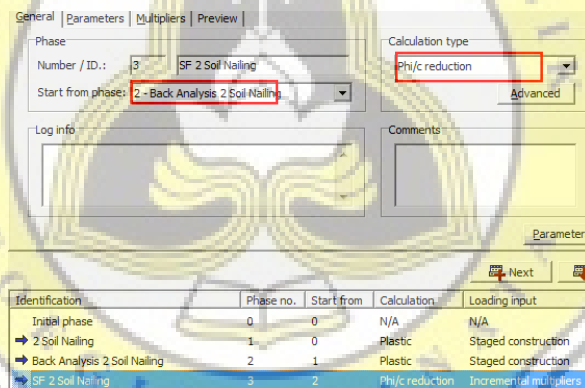 General Parameters Multipliers Preview
Phase
Number / ID.: 3 SF 2 Soil Nailing
Start from phase: 2 - Back Analysis 2 Soil Nailing
Log info
Calculation type
Phi/c reduction
Advanced
Comments
Parameter
Next
Identification Phase no. Start from Calculation Loading input
Initial phase 0 0 N/A N/A
2 Soil Nailing 1 0 Plastic Staged construction
Back Analysis 2 Soil Nailing 2 1 Plastic Staged construction
SF 2 Soil Nailing 3 2 Phi/c reduction Incremental multipliers